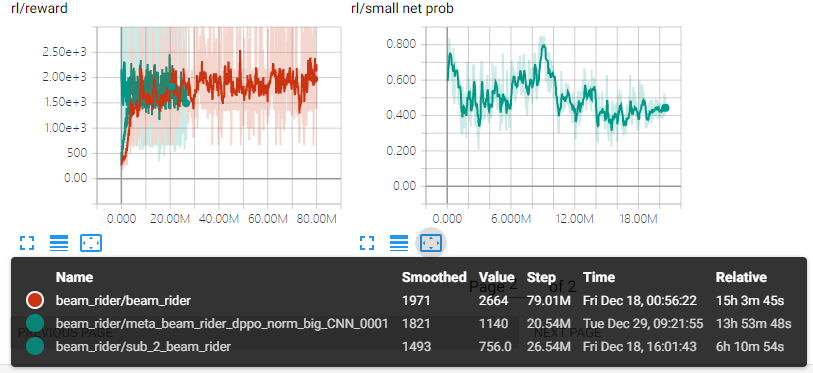 rl/reward
rl/small net prob
2.50e+3
2.00e+3
1.50e+3
1.00e+3
500
0.00
0.000 20.00M 40.00M 60.00M 80.00M
0.800
0.600
0.400
0.200
0.00
0.000 6.000M 12.00M 18.00M
Page 2 of 2
Name Smoothed Value Step Time Relative
beam_rider/beam_rider 1971 2664 79.01M Fri Dec 18, 00:56:22 15h 3m 45s
beam_rider/meta_beam_rider_dppo_norm_big_CNN_0001 1821 1140 20.54M Tue Dec 29, 09:21:55 13h 53m 48s
PREVIOUS PAGE NEXT PAGE
beam_rider/sub_2_beam_rider 1493 756.0 26.54M Fri Dec 18, 16:01:43 6h 10m 54s